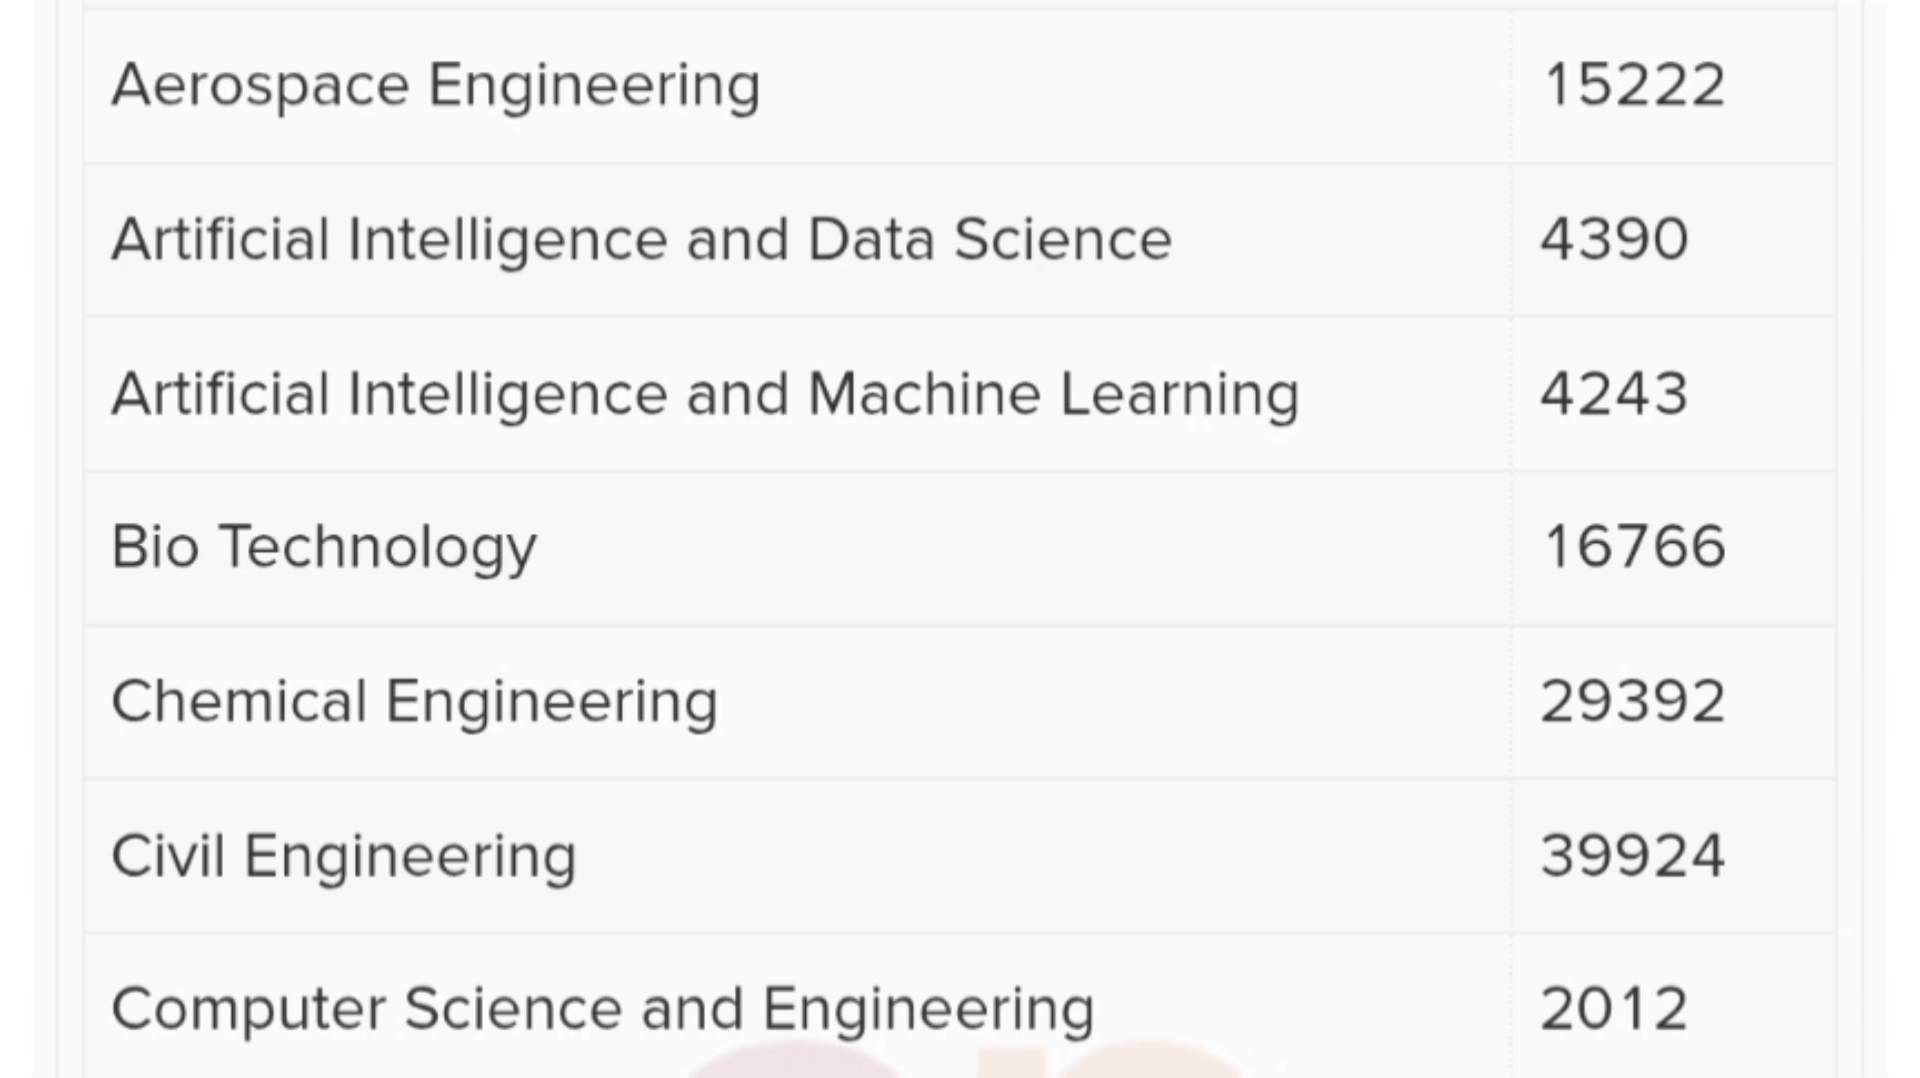 Aerospace Engineering 15222
Artificial Intelligence and Data Science 4390
Artificial Intelligence and Machine Learning 4243
Bio Technology 16766
Chemical Engineering 29392
Civil Engineering 39924
Computer Science and Engineering 2012